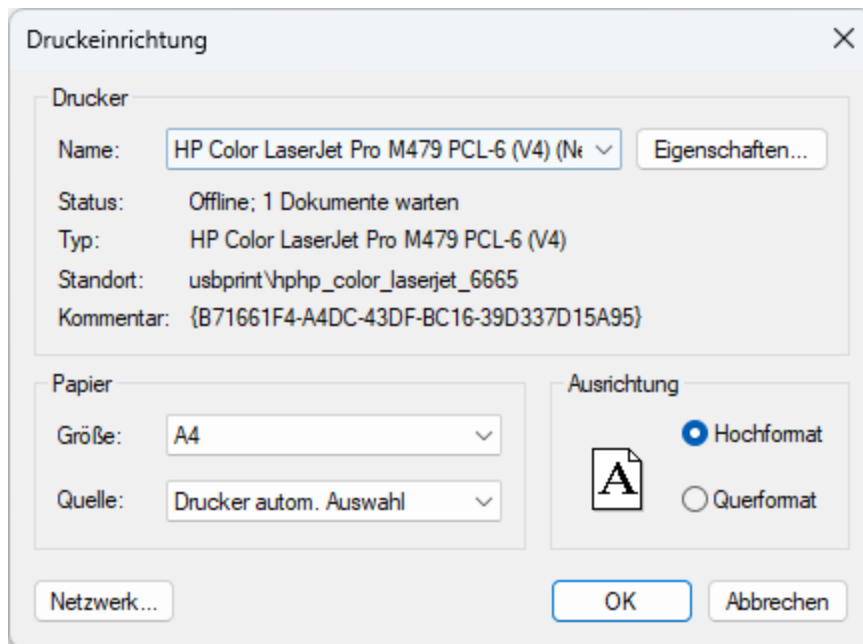 Druckeinrichtung
Drucker
Name: HP Color LaserJet Pro M479 PCL-6 (V4) (Ne Eigenschaften...
Status: Offline; 1 Dokumente warten
Typ: HP Color LaserJet Pro M479 PCL-6 (V4)
Standort: usbprint\hphp_color_laserjet_6665
Kommentar: {B71661F4-A4DC-43DF-BC16-39D337D15A95}
Papier
Größe: A4
Quelle: Drucker autom. Auswahl
Ausrichtung
A
Hochformat
Querformat
Netzwerk... OK Abbrechen